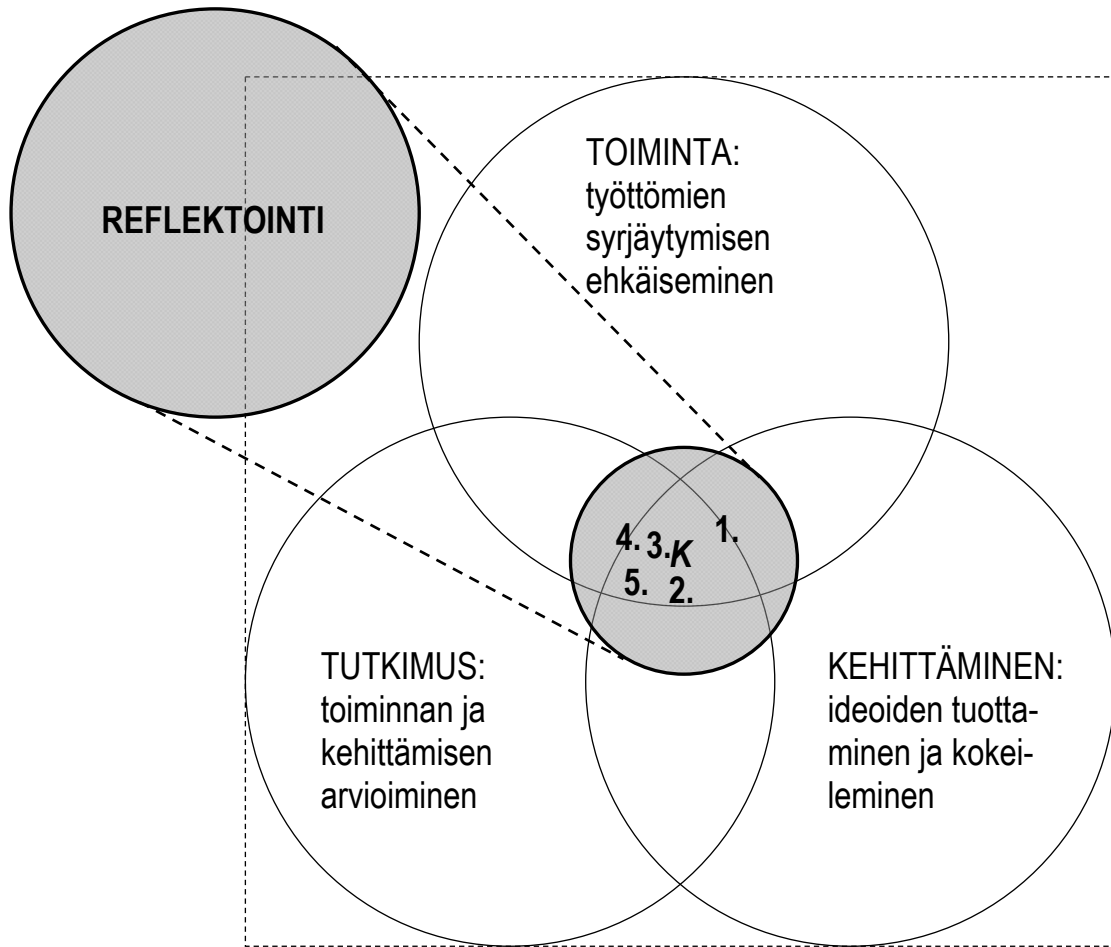 REFLEKTOINTI
TOIMINTA:
työttömien
syrjäytymisen
ehkäiseminen
1.
4. 3. K
5. 2.
TUTKIMUS:
toiminnan ja
kehittämisen
arvioiminen
KEHITTÄMINEN:
ideoiden tuotta-
minen ja kokei-
leminen